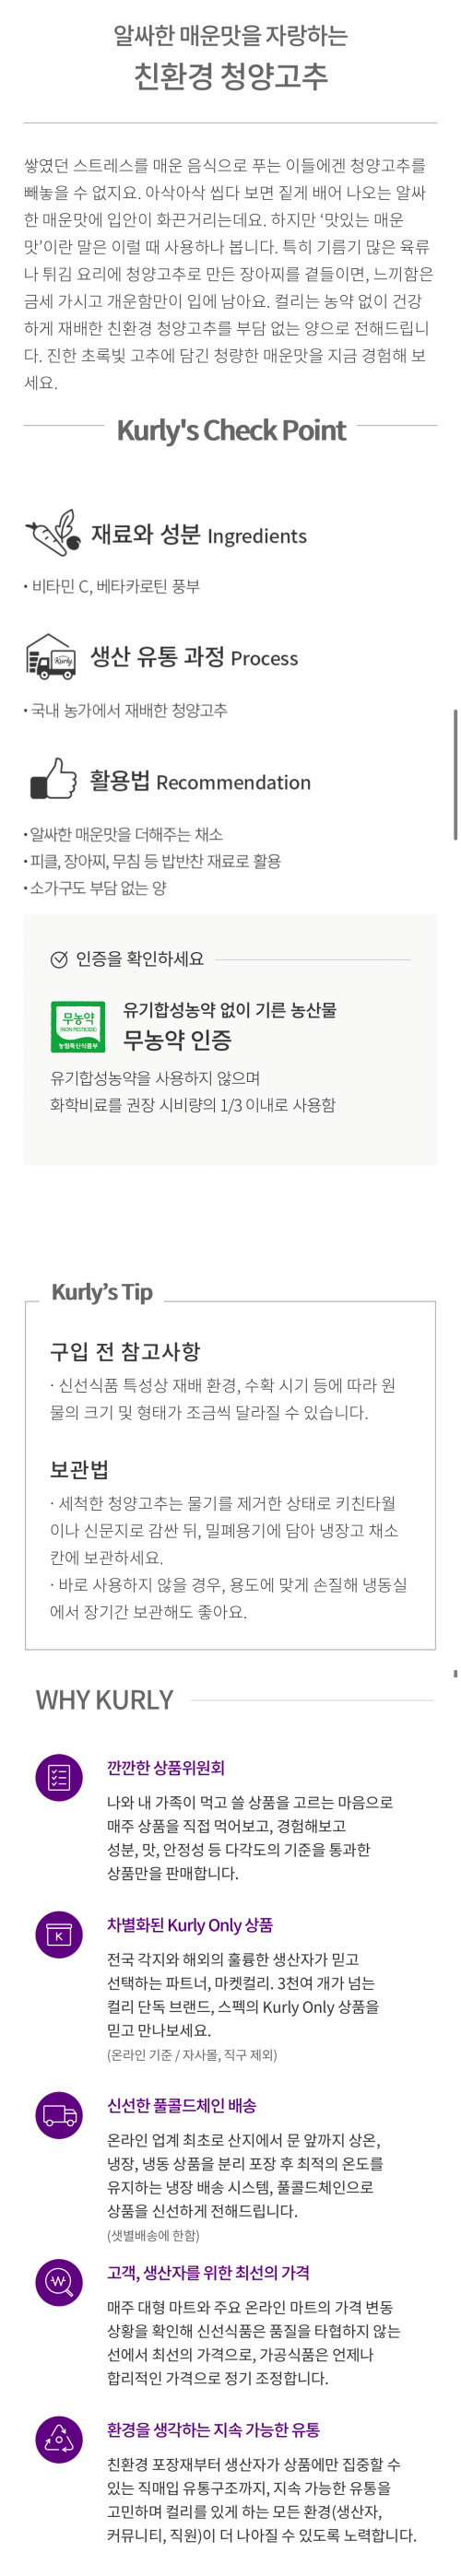 알싸한 매운맛을 자랑하는
친환경 청양고추
쌓였던 스트레스를 매운 음식으로 푸는 이들에겐 청양고추를
빼놓을 수 없지요. 아삭아삭 씹다 보면 짙게 배어 나오는 알싸
한 매운맛에 입안이 화끈거리는데요. 하지만 ‘맛있는 매운
맛’이란 말은 이럴 때 사용하나 봅니다. 특히 기름기 많은 육류
나 튀김 요리에 청양고추로 만든 장아찌를 곁들이면, 느끼함은
금세 가시고 개운함만이 입에 남아요. 컬리는 농약 없이 건강
하게 재배한 친환경 청양고추를 부담 없는 양으로 전해드립니
다. 진한 초록빛 고추에 담긴 청량한 매운맛을 지금 경험해 보
세요.
Kurly's Check Point
재료와 성분 Ingredients
• 비타민 C, 베타카로틴 풍부
Kurly
생산 유통 과정 Process
• 국내 농가에서 재배한 청양고추
활용법 Recommendation
• 알싸한 매운맛을 더해주는 채소
• 피클, 장아찌, 무침 등 밥반찬 재료로 활용
• 소가구도 부담 없는 양
인증을 확인하세요
무농약
(NON PESTICIDE)
농림축산식품부
유기합성농약 없이 기른 농산물
무농약 인증
유기합성농약을 사용하지 않으며
화학비료를 권장 시비량의 1/3 이내로 사용함
Kurly’s Tip
구입 전 참고사항
· 신선식품 특성상 재배 환경, 수확 시기 등에 따라 원
물의 크기 및 형태가 조금씩 달라질 수 있습니다.
보관법
· 세척한 청양고추는 물기를 제거한 상태로 키친타월
이나 신문지로 감싼 뒤, 밀폐용기에 담아 냉장고 채소
칸에 보관하세요.
· 바로 사용하지 않을 경우, 용도에 맞게 손질해 냉동실
에서 장기간 보관해도 좋아요.
WHY KURLY
깐깐한 상품위원회
나와 내 가족이 먹고 쓸 상품을 고르는 마음으로
매주 상품을 직접 먹어보고, 경험해보고
성분, 맛, 안정성 등 다각도의 기준을 통과한
상품만을 판매합니다.
K
차별화된 Kurly Only 상품
전국 각지와 해외의 훌륭한 생산자가 믿고
선택하는 파트너, 마켓컬리. 3천여 개가 넘는
컬리 단독 브랜드, 스펙의 Kurly Only 상품을
믿고 만나보세요.
(온라인 기준 / 자사몰, 직구 제외)
신선한 풀콜드체인 배송
온라인 업계 최초로 산지에서 문 앞까지 상온,
냉장, 냉동 상품을 분리 포장 후 최적의 온도를
유지하는 냉장 배송 시스템, 풀콜드체인으로
상품을 신선하게 전해드립니다.
(샛별배송에 한함)
₩
고객, 생산자를 위한 최선의 가격
매주 대형 마트와 주요 온라인 마트의 가격 변동
상황을 확인해 신선식품은 품질을 타협하지 않는
선에서 최선의 가격으로, 가공식품은 언제나
합리적인 가격으로 정기 조정합니다.
환경을 생각하는 지속 가능한 유통
친환경 포장재부터 생산자가 상품에만 집중할 수
있는 직매입 유통구조까지, 지속 가능한 유통을
고민하며 컬리를 있게 하는 모든 환경(생산자,
커뮤니티, 직원)이 더 나아질 수 있도록 노력합니다.